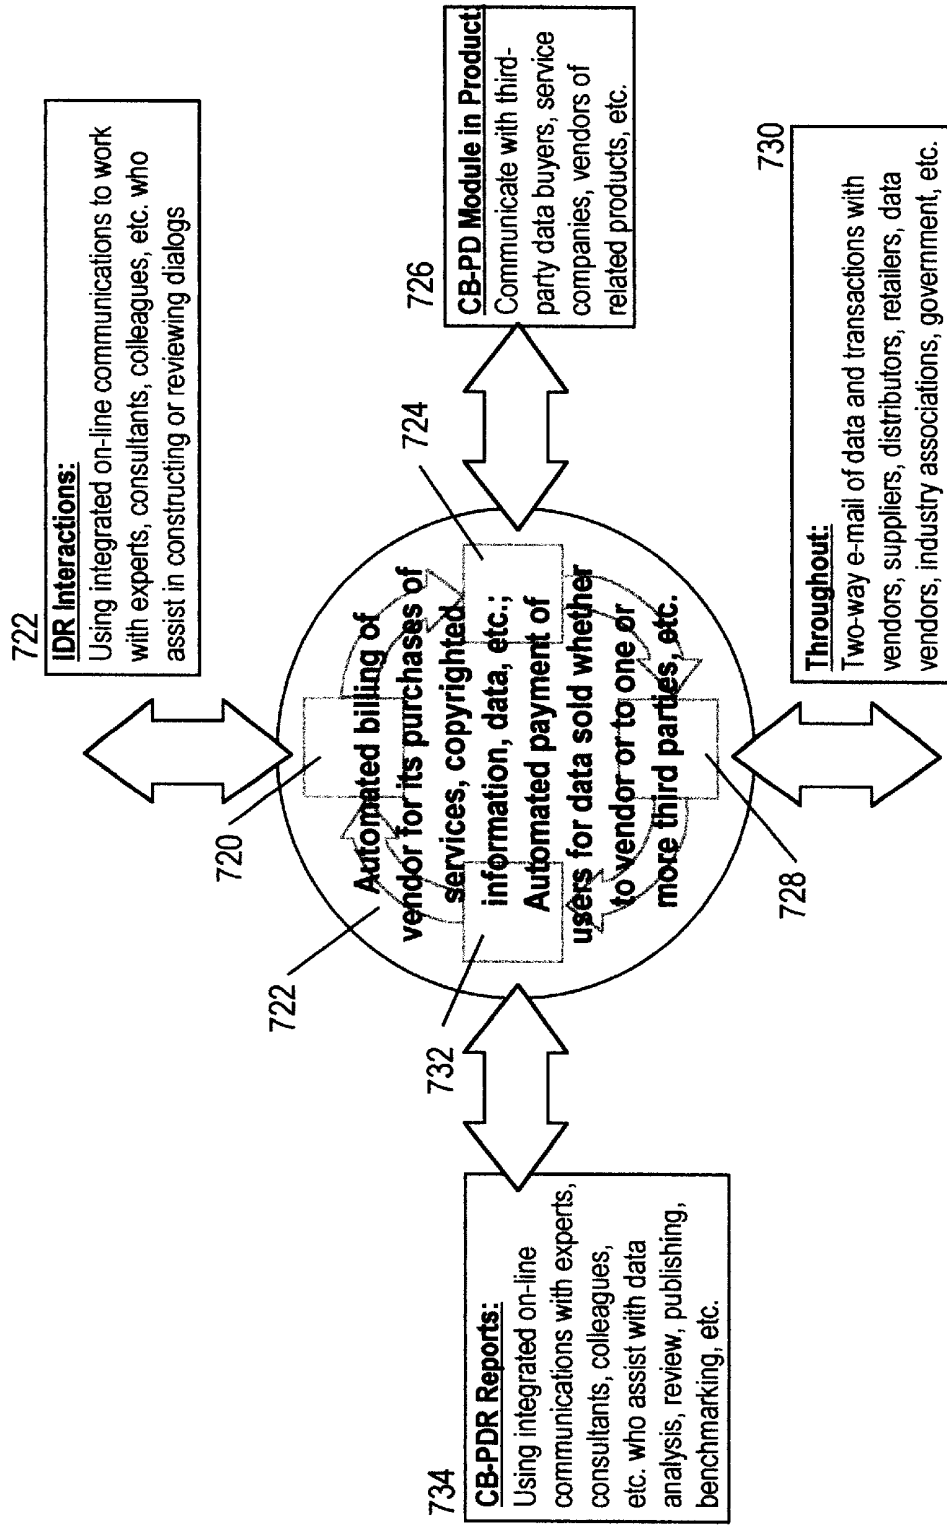 722
IDR Interactions:
Using integrated on-line communications to work
with experts, consultants, colleagues, etc. who
assist in constructing or reviewing dialogs
734
CB-PDR Reports:
Using integrated on-line
communications with experts,
consultants, colleagues,
etc. who assist with data
analysis, review, publishing,
benchmarking, etc.
720
722
732
724
728
Automated billing of
vendor for its purchases of
services, copyrighted
information, data, etc.;
Automated payment of
users for data sold whether
to vendor or to one or
more third parties, etc.
726
CB-PD Module in Product:
Communicate with third-
party data buyers, service
companies, vendors of
related products, etc.
730
Throughout:
Two-way e-mail of data and transactions with
vendors, suppliers, distributors, retailers, data
vendors, industry associations, government, etc.